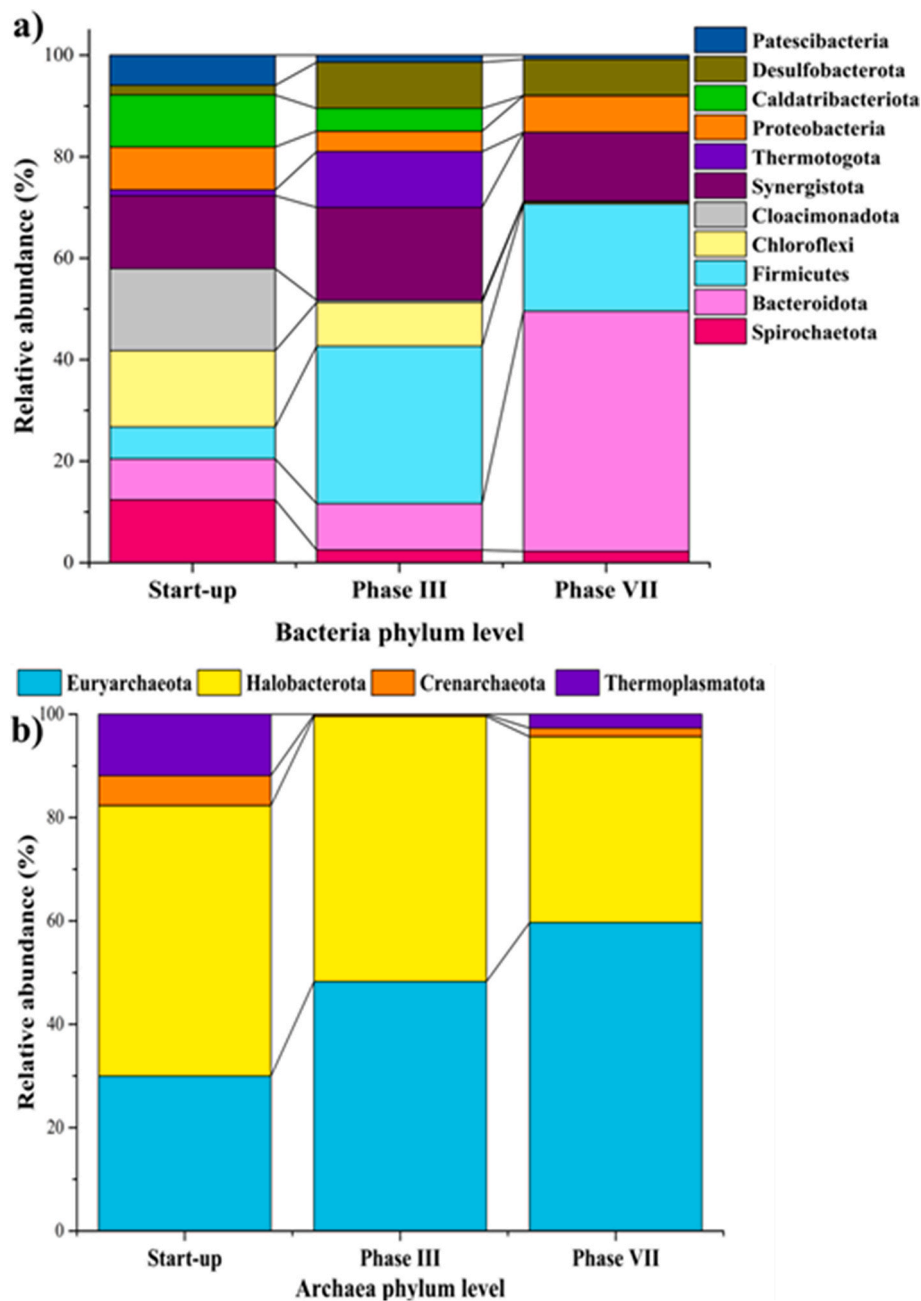 a)
100
80
60
40
20
0
Relative abundance (%)
Start-up Phase III Phase VII
Bacteria phylum level
Patescibacteria
Desulfobacterota
Caldatribacteriota
Proteobacteria
Thermotogota
Synergistota
Cloacimonadota
Chloroflexi
Firmicutes
Bacteroidota
Spirochaetota
Euryarchaeota Halobacterota Crenarchaeota Thermoplasmatota
b)
100
80
60
40
20
0
Relative abundance (%)
Start-up Phase III Phase VII
Archaea phylum level